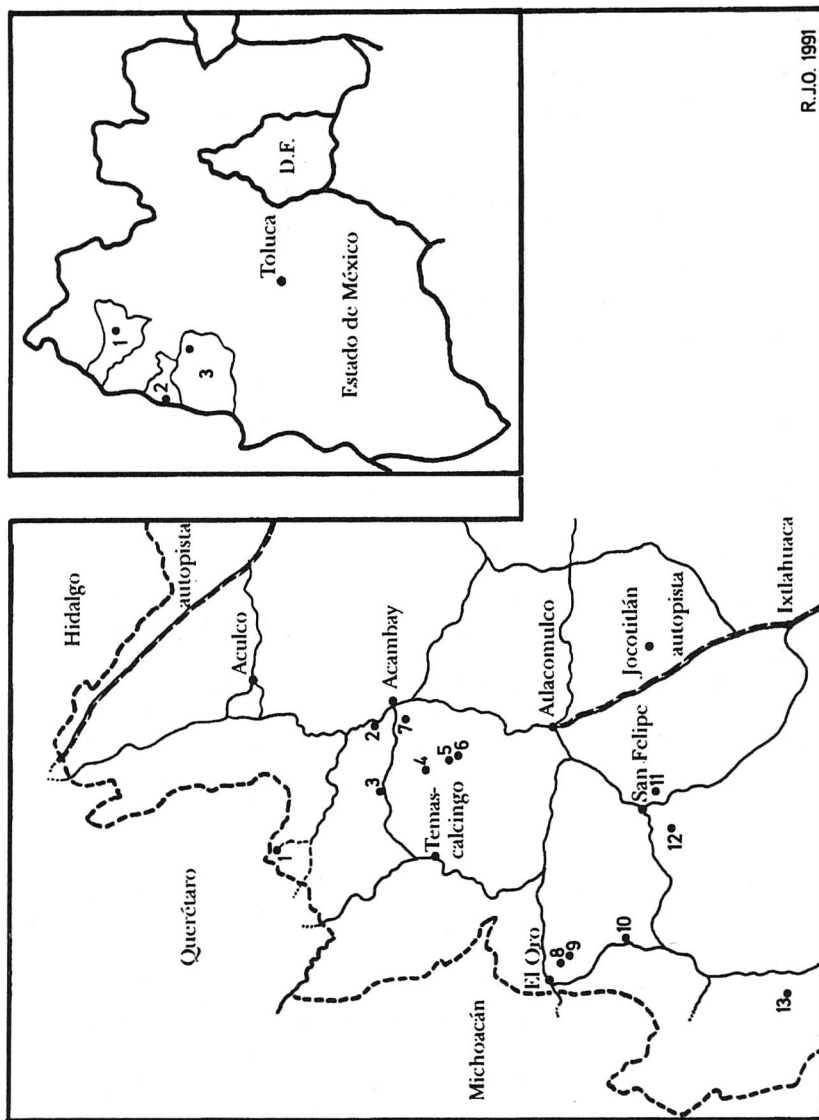 Hidalgo
autopista
Querétaro
Aculco
1
2
Acambay
3
7
4
Temas-
calcingo
5
6
Michoacán
El Oro
Atlacomulco
8
9
San Felipe
Jocotitlán
autopista
10
11
12
Ixtlahuaca
13
1
2
3
Toluca
D.F.
Estado de México
R.J.O. 1991